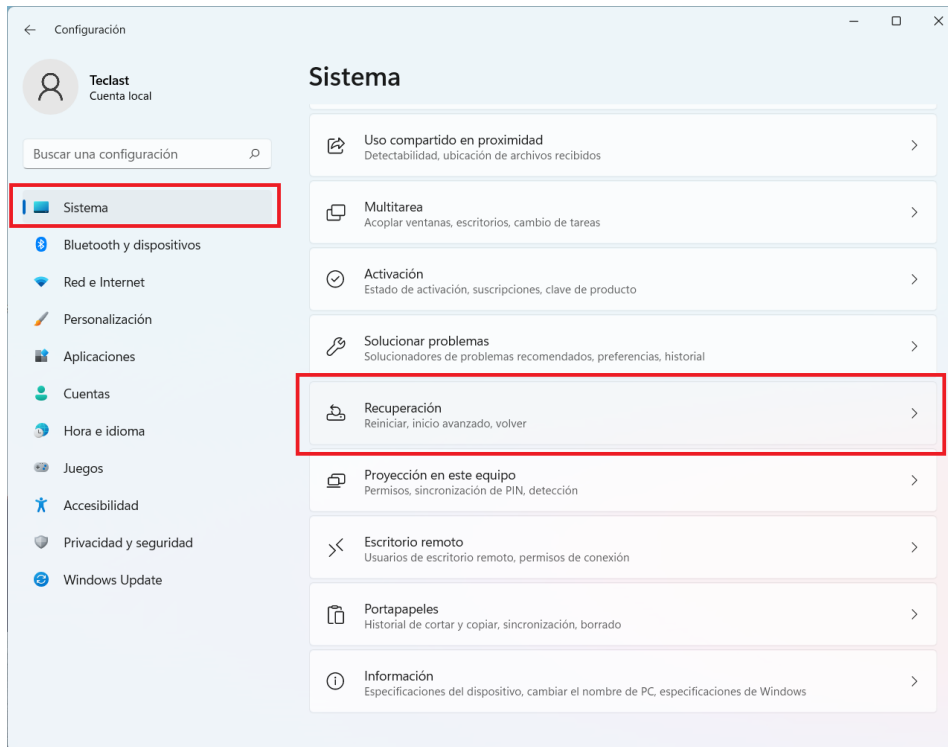 Configuración
Teclast
Cuenta local
Buscar una configuración
Sistema
Bluetooth y dispositivos
Red e Internet
Personalización
Aplicaciones
Cuentas
Hora e idioma
Juegos
Accesibilidad
Privacidad y seguridad
Windows Update
Sistema
Uso compartido en proximidad
Detectabilidad, ubicación de archivos recibidos
Multitarea
Acoplar ventanas, escritorios, cambio de tareas
Activación
Estado de activación, suscripciones, clave de producto
Solucionar problemas
Solucionadores de problemas recomendados, preferencias, historial
Recuperación
Reiniciar, inicio avanzado, volver
Proyección en este equipo
Permisos, sincronización de PIN, detección
Escritorio remoto
Usuarios de escritorio remoto, permisos de conexión
Portapapeles
Historial de cortar y copiar, sincronización, borrado
Información
Especificaciones del dispositivo, cambiar el nombre de PC, especificaciones de Windows